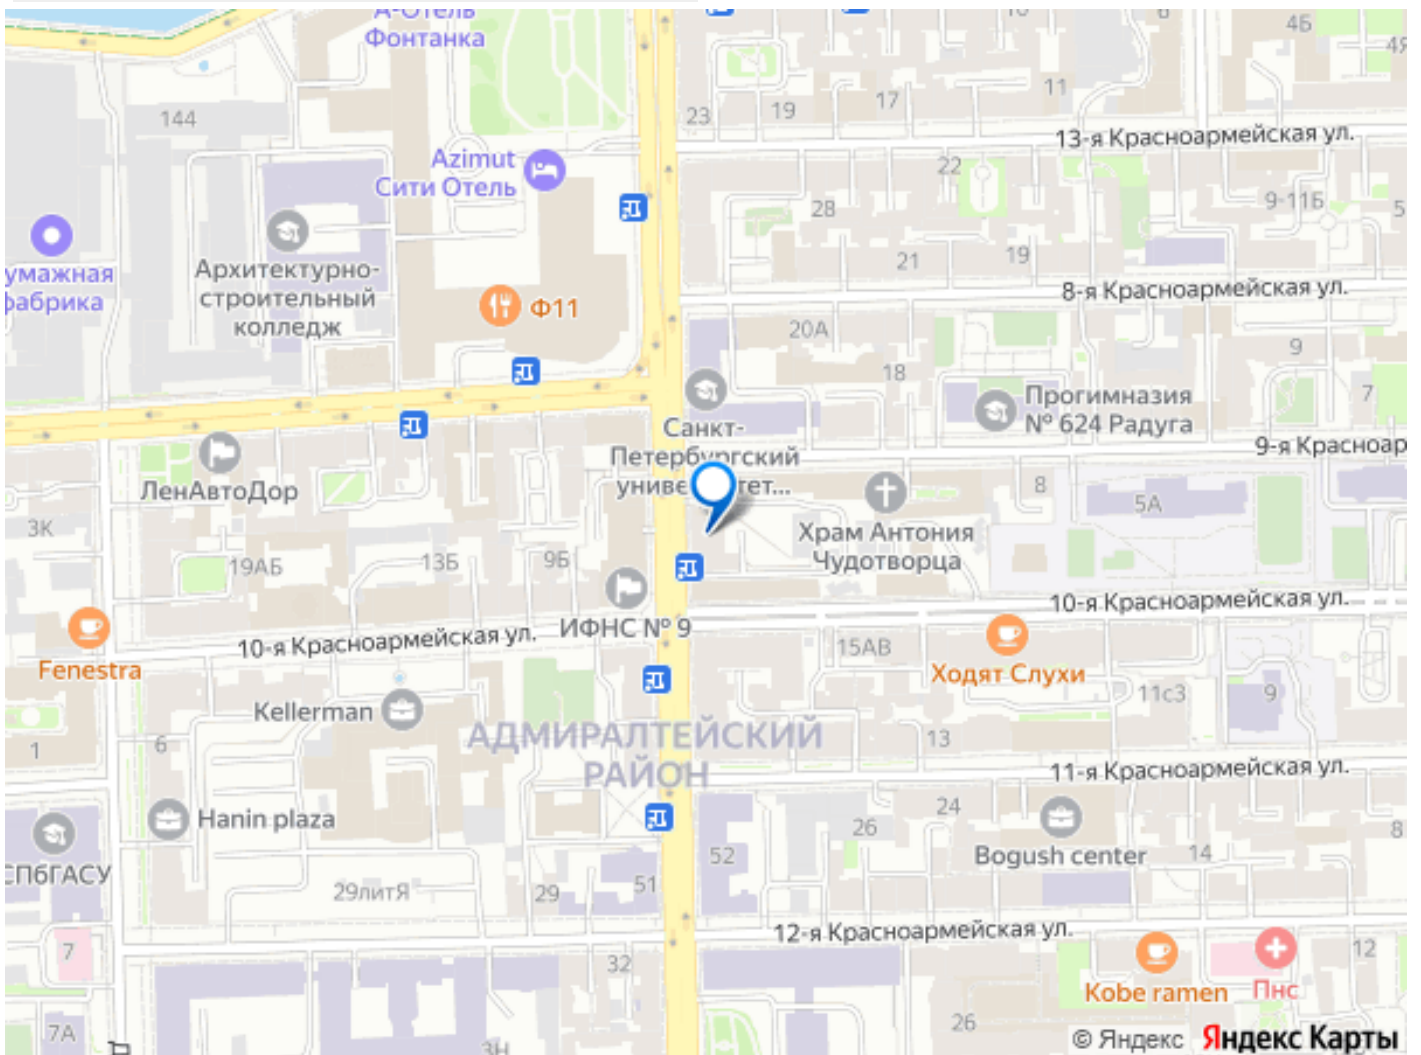 А-Отель
Фонтанка
4Б
11
17
19
23
144
13-я Красноармейская ул.
Azimut
Сити Отель
22
28
9-11Б
5
21
19
Архитектурно-
строительный
колледж
умажная
фабрика
8-я Красноармейская ул.
Ф11
20А
9
18
7
Прогимназия
№ 624 Радуга
Санкт-
Петербургский
9-я Красноар
ЛенАвтоДор
8
5А
3К
Храм Антония
Чудотворца
19АБ
13Б
9Б
10-я Красноармейская ул.
ИФНС № 9
10-я Красноармейская ул.
15АВ
Fenestra
Ходят Слухи
11с3
9
Kellerman
АДМИРАЛТЕЙСКИЙ
РАЙОН
13
1
6
11-я Красноармейская ул.
Hanin plaza
24
26
8
Bogush center
14
52
СПбГАСУ
29литЯ
29
51
12-я Красноармейская ул.
7
32
12
Kobe ramen
Пнс
26
7А
© Яндекс Яндекс Карты